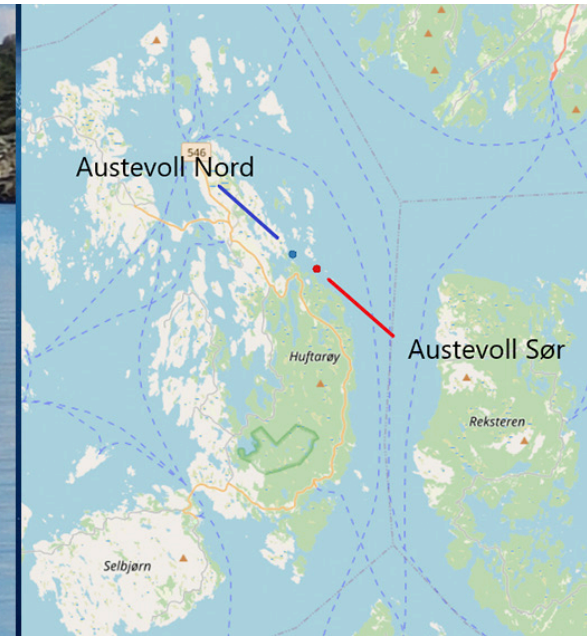 546
Austevoll Nord
Austevoll Sør
Huftarøy
Reksteren
Selbjørn